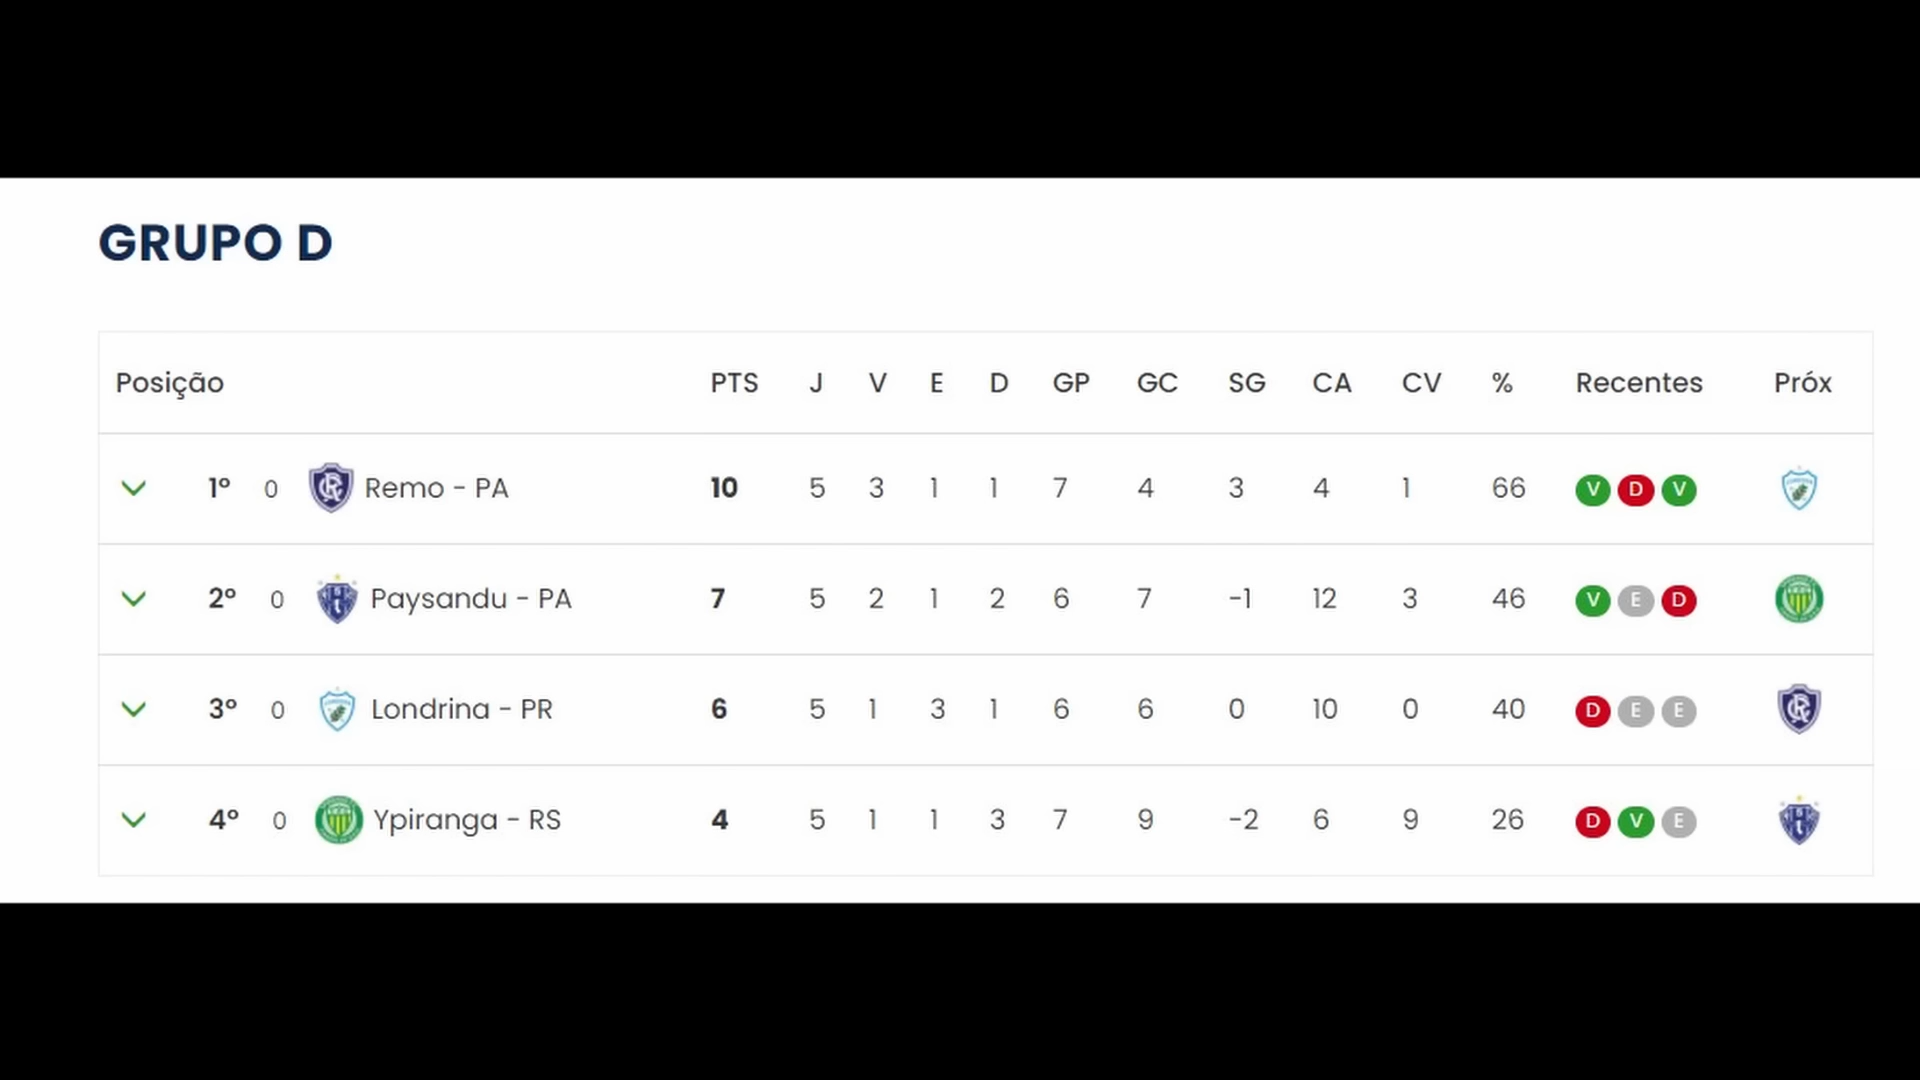 GRUPO D
Posição PTS J V E D GP GC SG CA CV % Recentes Próx
1º 0 Remo - PA 10 5 3 1 1 7 4 3 4 1 66 V D V
2º 0 Paysandu - PA 7 5 2 1 2 6 7 -1 12 3 46 V E D
3º 0 Londrina - PR 6 5 1 3 1 6 6 0 10 0 40 D E E
4º 0 Ypiranga - RS 4 5 1 1 3 7 9 -2 6 9 26 D V E